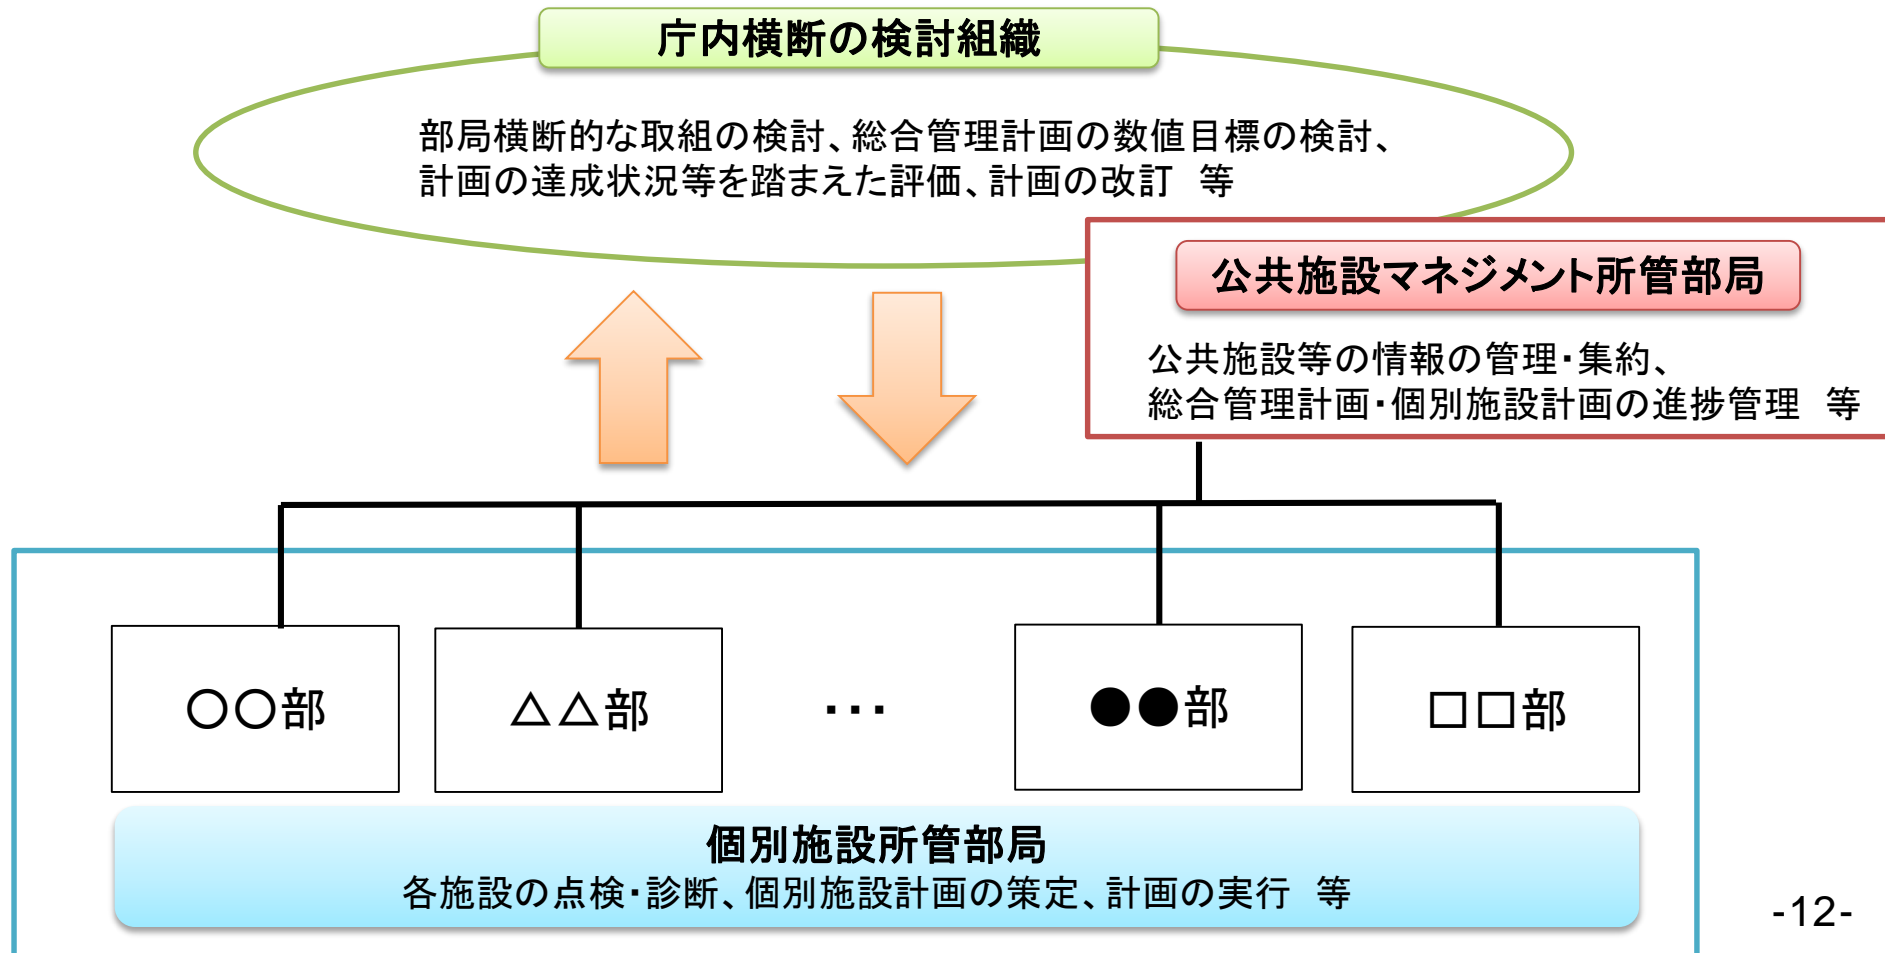 庁内横断の検討組織
部局横断的な取組の検討、総合管理計画の数値目標の検討、
計画の達成状況等を踏まえた評価、計画の改訂　等
公共施設マネジメント所管部局
公共施設等の情報の管理・集約、
総合管理計画・個別施設計画の進捗管理　等
○○部
△△部
･･･
●●部
□□部
個別施設所管部局
各施設の点検・診断、個別施設計画の策定、計画の実行　等
-12-